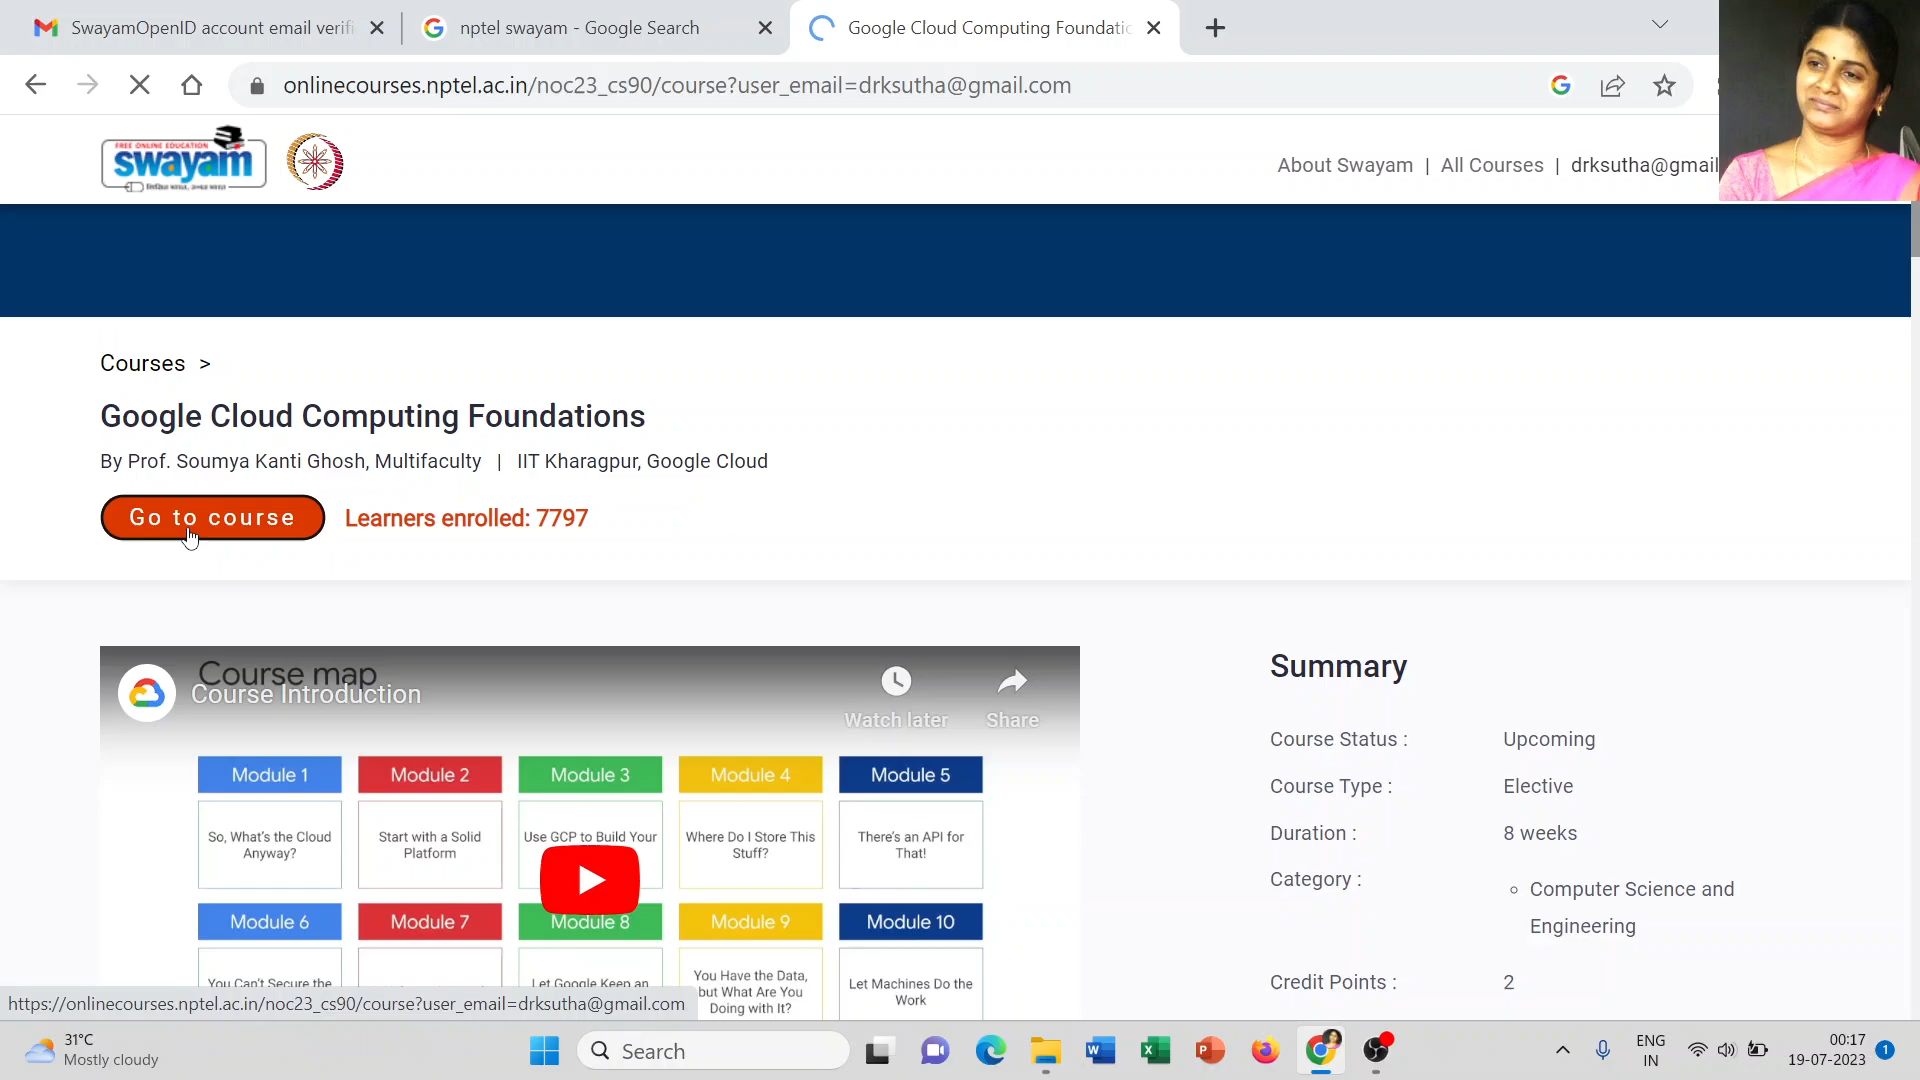 SwayamOpenID account email verifi
nptel swayam - Google Search
Google Cloud Computing Foundatic
onlinecourses.nptel.ac.in/noc23_cs90/course?user_email=drksutha@gmail.com
FREE ONLINE EDUCATION
swayam
About Swayam | All Courses | drksutha@gmail
Courses >
Google Cloud Computing Foundations
By Prof. Soumya Kanti Ghosh, Multifaculty | IIT Kharagpur, Google Cloud
Go to course
Learners enrolled: 7797
Course map
Course Introduction
Watch later
Share
Module 1
Module 2
Module 3
Module 4
Module 5
So, What's the Cloud
Anyway?
Start with a Solid
Platform
Use GCP to Build Your
Where Do I Store This
Stuff?
There's an API for
That!
Module 6
Module 7
Module 8
Module 9
Module 10
You Can't Secure the
Let Google Keep an
You Have the Data,
but What Are You
Doing with It?
Let Machines Do the
Work
Summary
Course Status :
Upcoming
Course Type :
Elective
Duration :
8 weeks
Category :
Computer Science and
Engineering
Credit Points :
2
https://onlinecourses.nptel.ac.in/noc23_cs90/course?user_email=drksutha@gmail.com
31°C
Mostly cloudy
Search
ENG
IN
00:17
19-07-2023
1